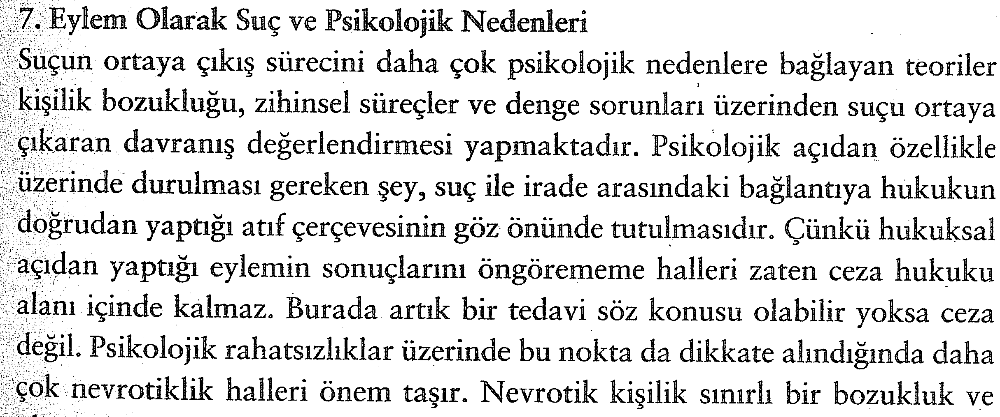 7. Eylem Olarak Suç ve Psikolojik Nedenleri
Suçun ortaya çıkış sürecini daha çok psikolojik nedenlere bağlayan teoriler
kişilik bozukluğu, zihinsel süreçler ve denge sorunları üzerinden suçu ortaya
çıkaran davranış değerlendirmesi yapmaktadır. Psikolojik açıdan özellikle
üzerinde durulması gereken şey, suç ile irade arasındaki bağlantıya hukukun
doğrudan yaptığı atıf çerçevesinin göz önünde tutulmasıdır. Çünkü hukuksal
açıdan yaptığı eylemin sonuçlarını öngörememe halleri zaten ceza hukuku
alanı içinde kalmaz. Burada artık bir tedavi söz konusu olabilir yoksa ceza
değil. Psikolojik rahatsızlıklar üzerinde bu nokta da dikkate alındığında daha
çok nevrotiklik halleri önem taşır. Nevrotik kişilik sınırlı bir bozukluk ve